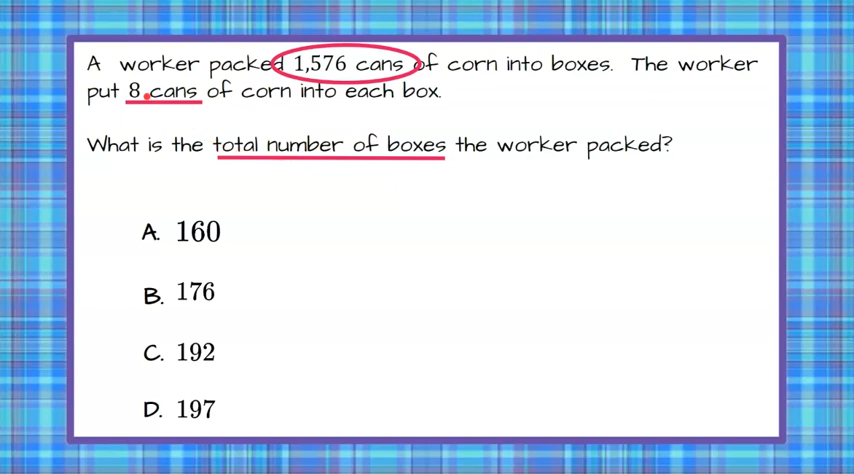 A worker packed 1,576 cans of corn into boxes. The worker
put 8 cans of corn into each box.
What is the total number of boxes the worker packed?
A. 160
B. 176
C. 192
D. 197